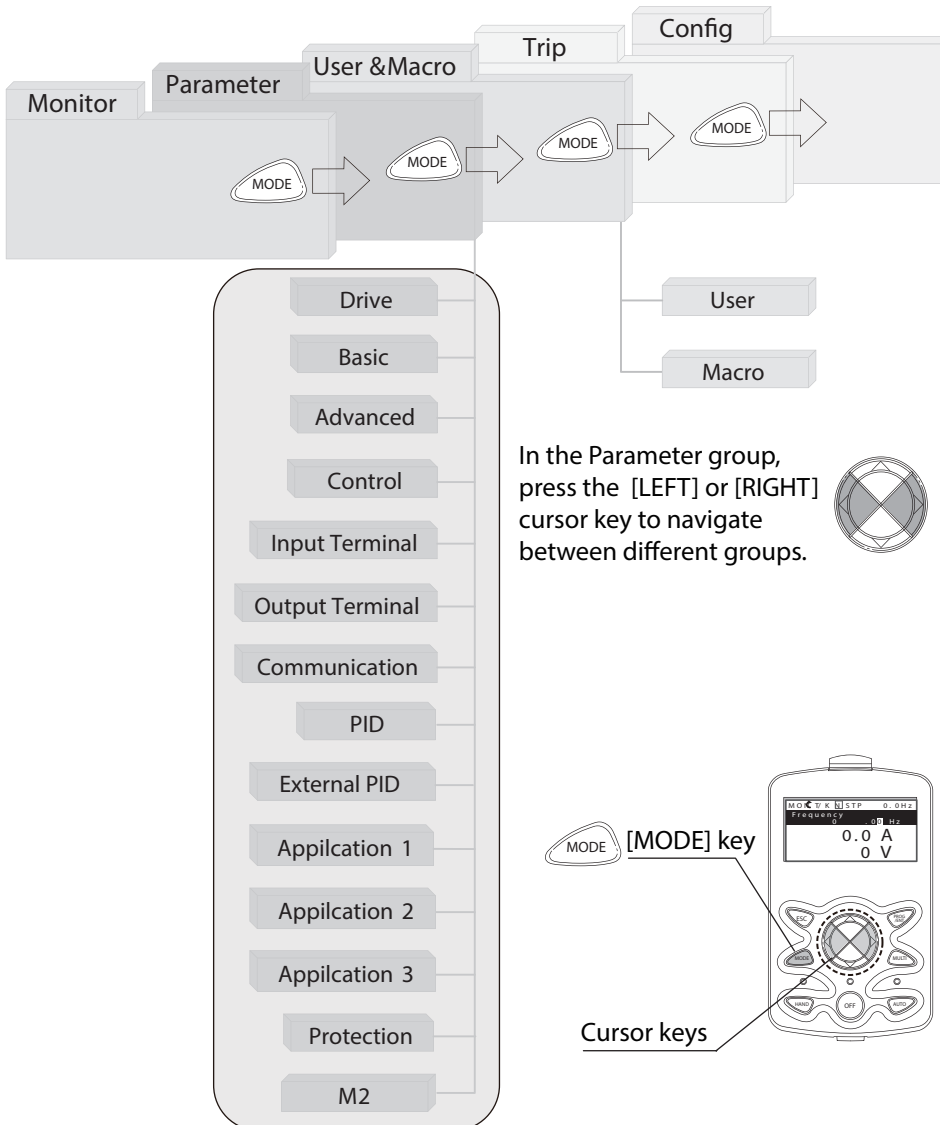 Monitor
Parameter
User &Macro
Trip
Config
MODE
MODE
MODE
MODE
Drive
Basic
Advanced
Control
Input Terminal
Output Terminal
Communication
PID
External PID
Appilcation 1
Appilcation 2
Appilcation 3
Protection
M2
User
Macro
In the Parameter group,
press the [LEFT] or [RIGHT]
cursor key to navigate
between different groups.
MODE
[MODE] key
Cursor keys
STP 0.0Hz
Frequency
0 .00 Hz
0.0 A
0 V
ESC
PROG
MODE
MULTI
HAND
OFF
AUTO